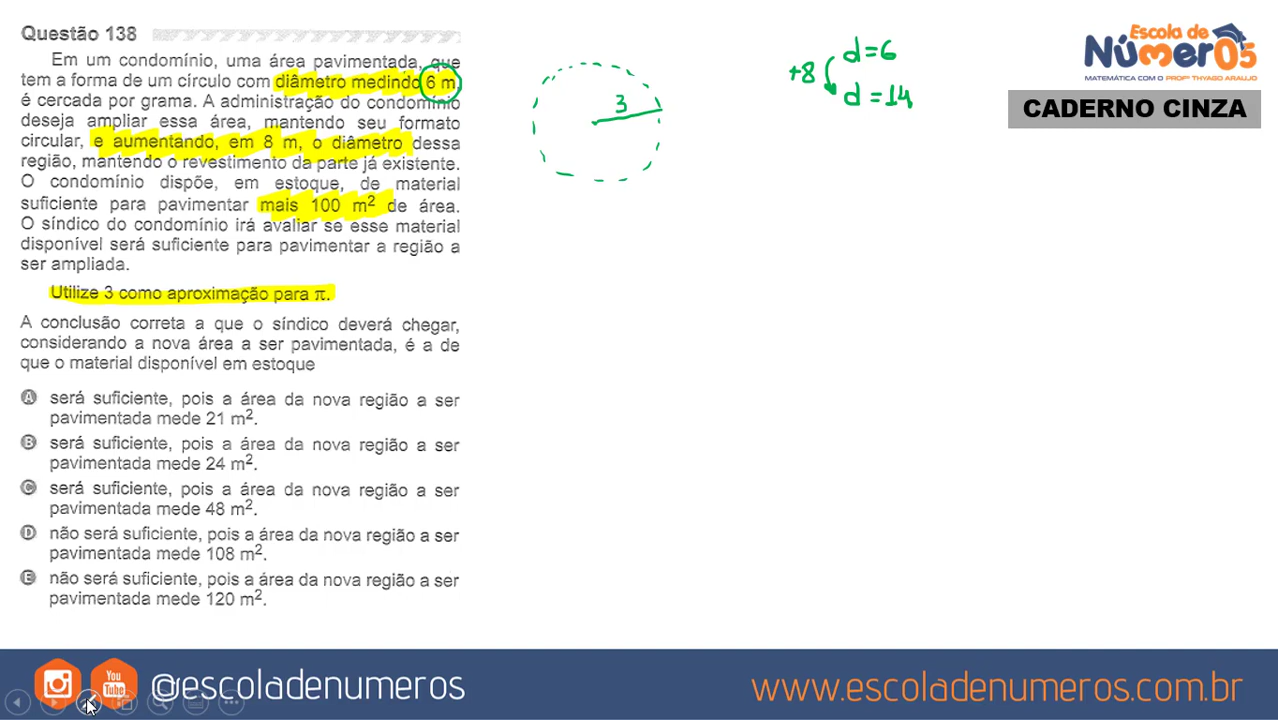 Questão 138
Em um condomínio, uma área pavimentada, que
tem a forma de um círculo com diâmetro medindo 6 m,
é cercada por grama. A administração do condomínio
deseja ampliar essa área, mantendo seu formato
circular, e aumentando, em 8 m, o diâmetro dessa
região, mantendo o revestimento da parte já existente.
O condomínio dispõe, em estoque, de material
suficiente para pavimentar mais 100 m² de área.
O síndico do condomínio irá avaliar se esse material
disponível será suficiente para pavimentar a região a
ser ampliada.
Utilize 3 como aproximação para π.
A conclusão correta a que o síndico deverá chegar,
considerando a nova área a ser pavimentada, é a de
que o material disponível em estoque
A será suficiente, pois a área da nova região a ser
pavimentada mede 21 m².
B será suficiente, pois a área da nova região a ser
pavimentada mede 24 m².
C será suficiente, pois a área da nova região a ser
pavimentada mede 48 m².
D não será suficiente, pois a área da nova região a ser
pavimentada mede 108 m².
E não será suficiente, pois a área da nova região a ser
pavimentada mede 120 m².
3
d=6
+8
d=14
Escola de
Núмer05
MATEMÁTICA COM O PROFº THYAGO ARAUJO
CADERNO CINZA
You
Tube
@escoladenumeros
www.escoladenumeros.com.br